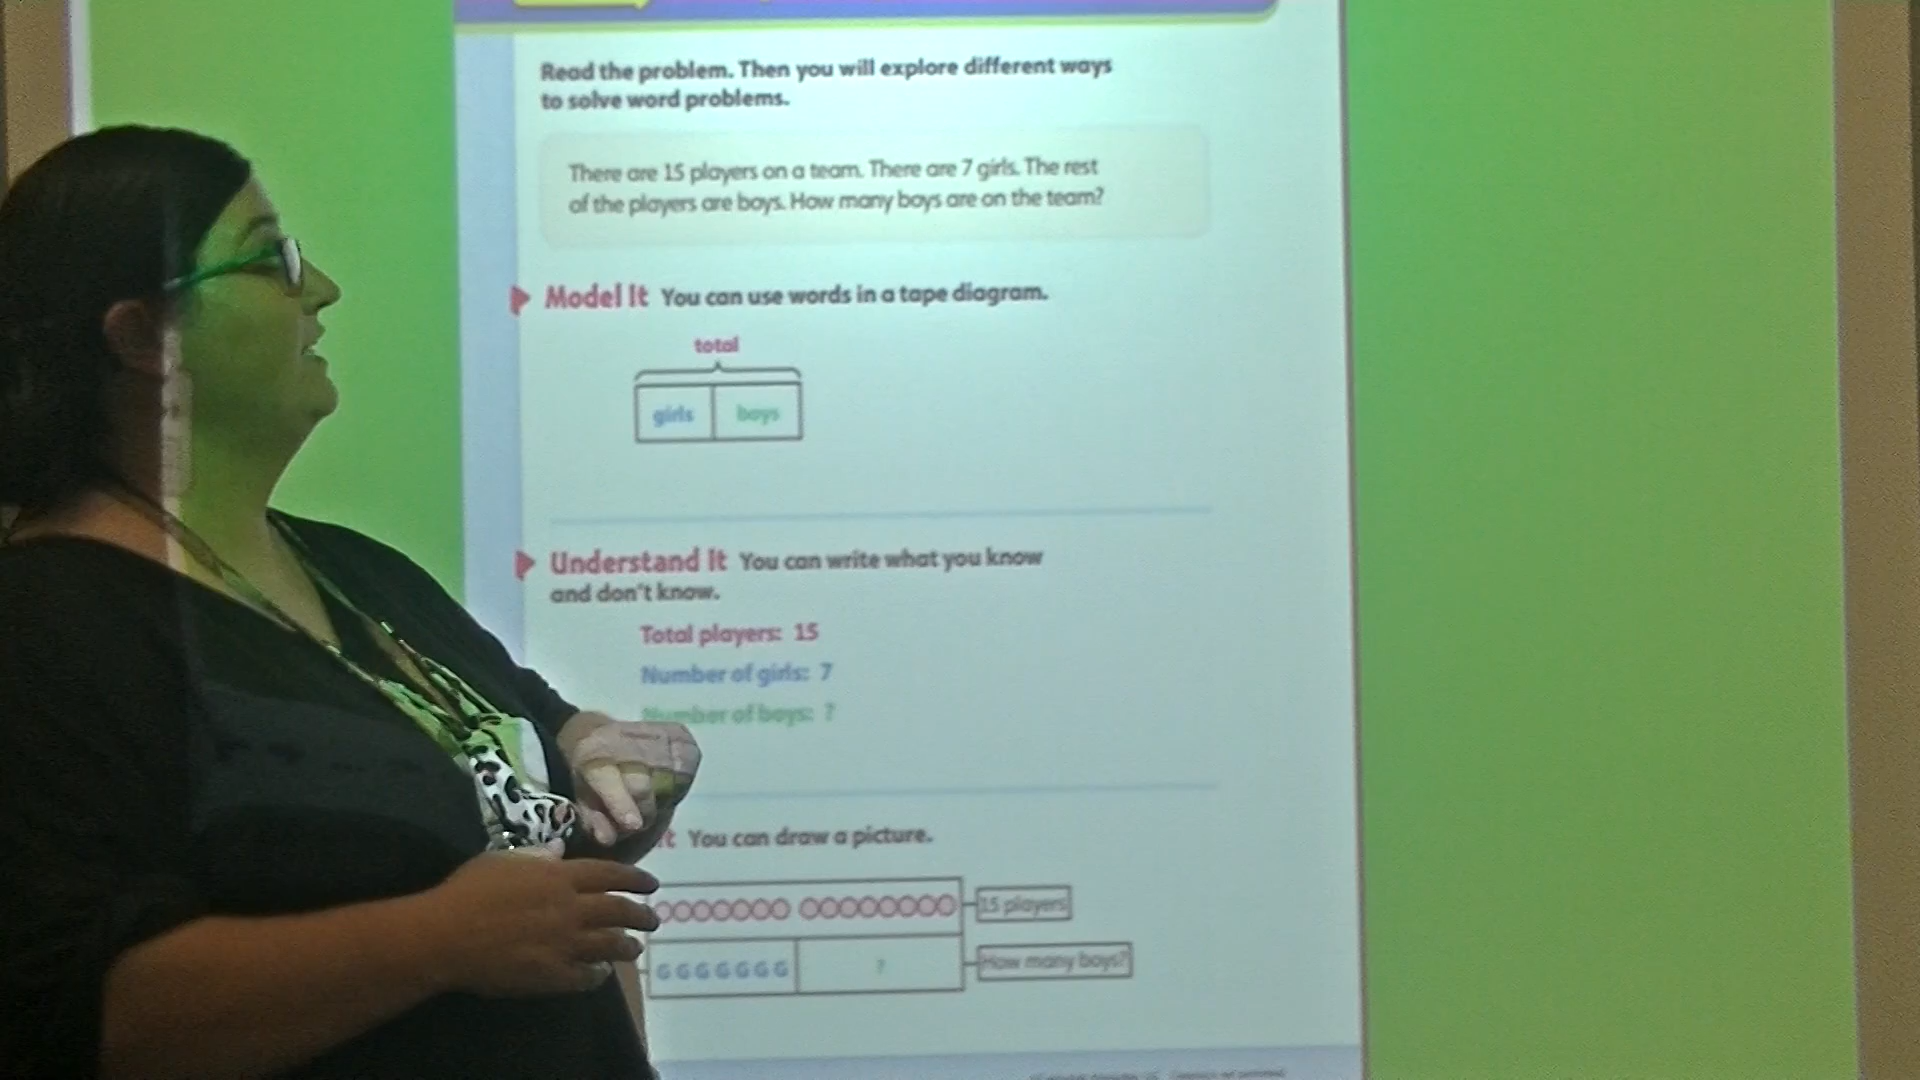 Read the problem. Then you will explore different ways
to solve word problems.
There are 15 players on a team. There are 7 girls. The rest
of the players are boys. How many boys are on the team?
Model It You can use words in a tape diagram.
total
girls boys
Understand It You can write what you know
and don't know.
Total players: 15
Number of girls: 7
Number of boys: ?
You can draw a picture.
15 players
G G G G G G G ? How many boys?